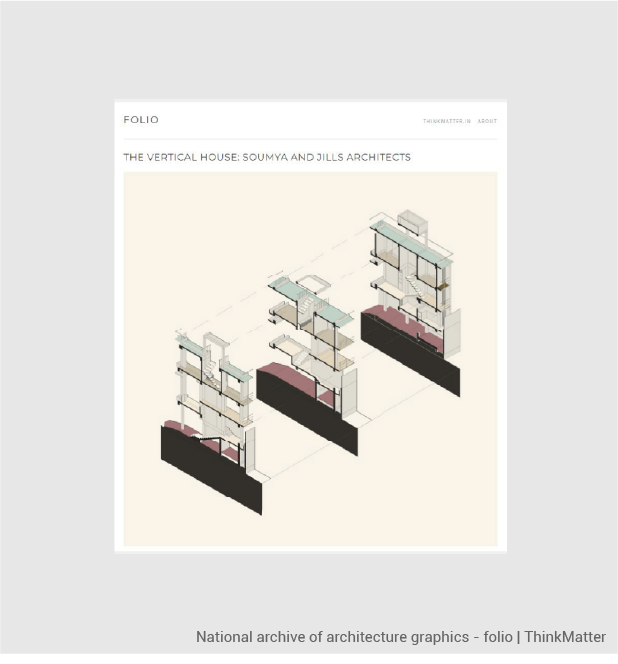 FOLIO
THINKMATTER.IN ABOUT
THE VERTICAL HOUSE: SOUMYA AND JILLS ARCHITECTS
National archive of architecture graphics - folio | ThinkMatter